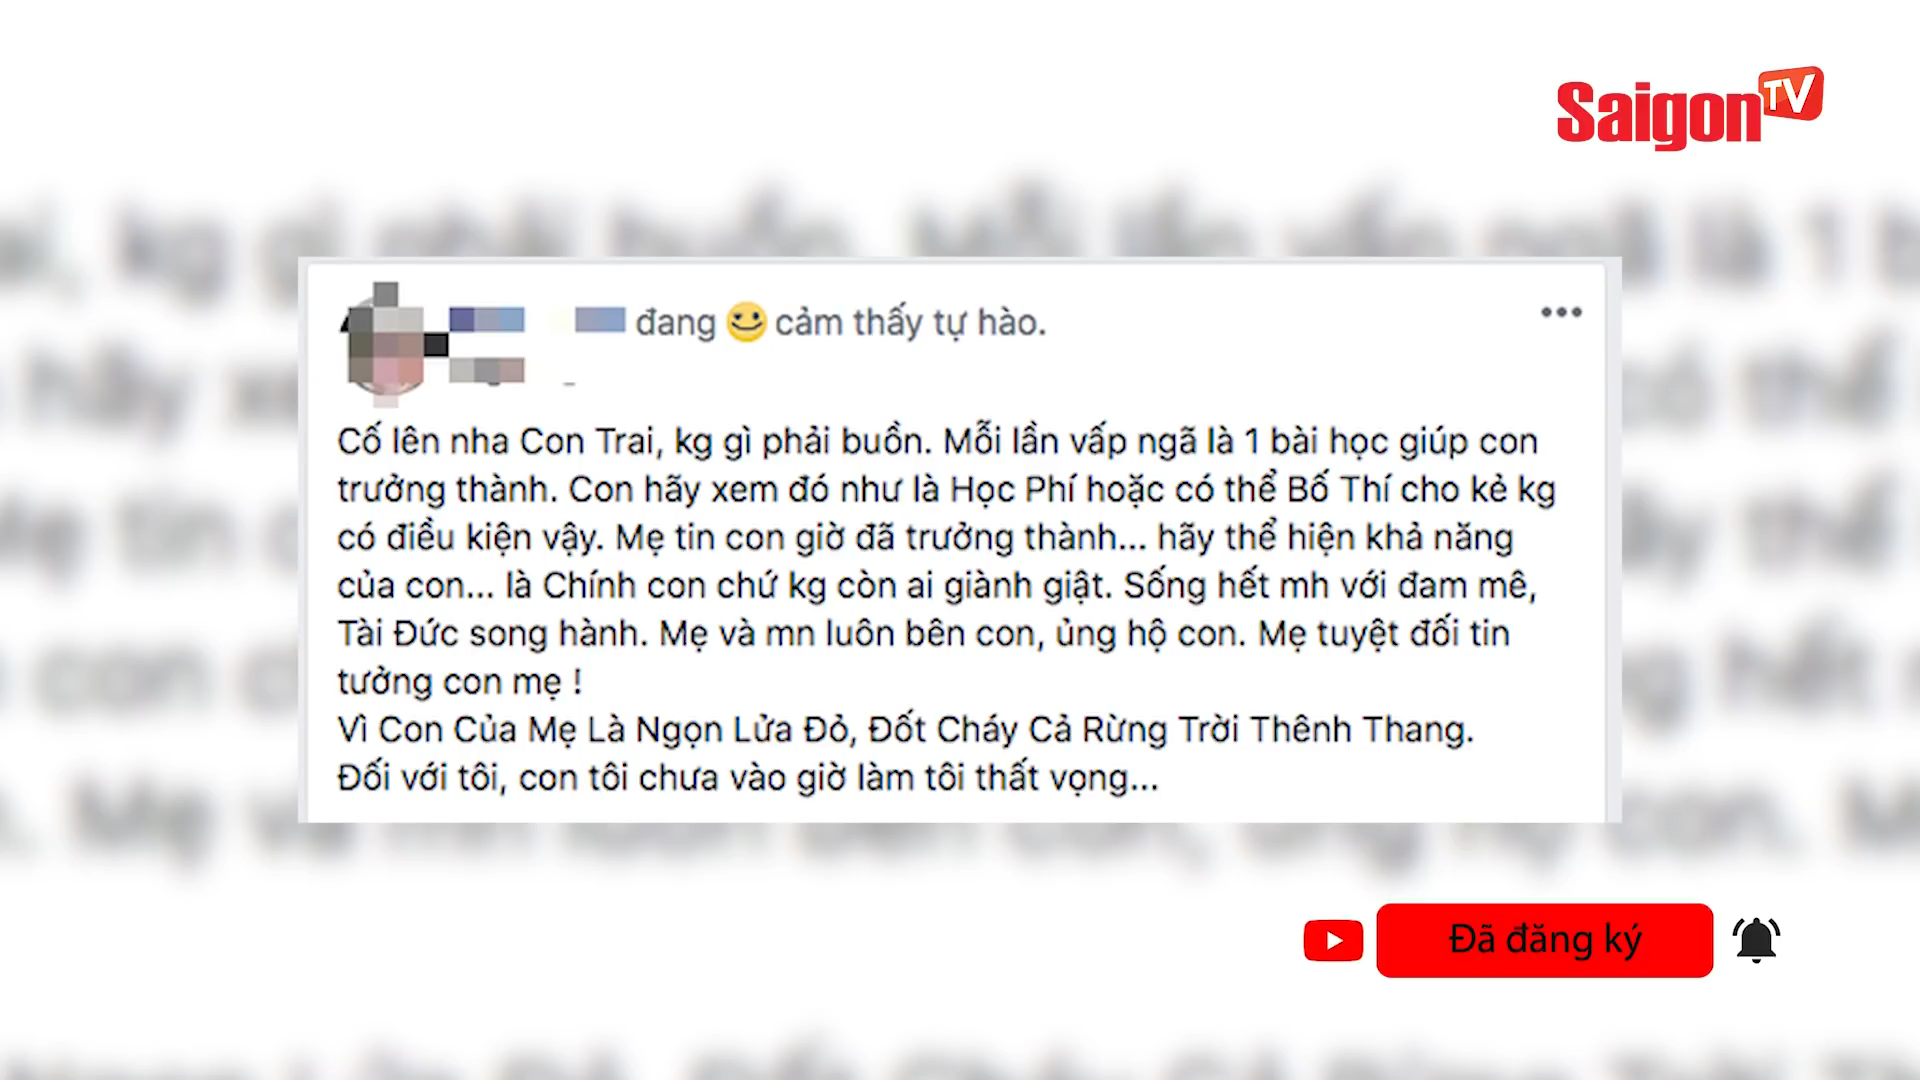 Saigon TV
đang cảm thấy tự hào.
Cố lên nha Con Trai, kg gì phải buồn. Mỗi lần vấp ngã là 1 bài học giúp con
trưởng thành. Con hãy xem đó như là Học Phí hoặc có thể Bố Thí cho kẻ kg
có điều kiện vậy. Mẹ tin con giờ đã trưởng thành... hãy thể hiện khả năng
của con... là Chính con chứ kg còn ai giành giật. Sống hết mh với đam mê,
Tài Đức song hành. Mẹ và mn luôn bên con, ủng hộ con. Mẹ tuyệt đối tin
tưởng con mẹ !
Vì Con Của Mẹ Là Ngọn Lửa Đỏ, Đốt Cháy Cả Rừng Trời Thênh Thang.
Đối với tôi, con tôi chưa vào giờ làm tôi thất vọng...
Đã đăng ký